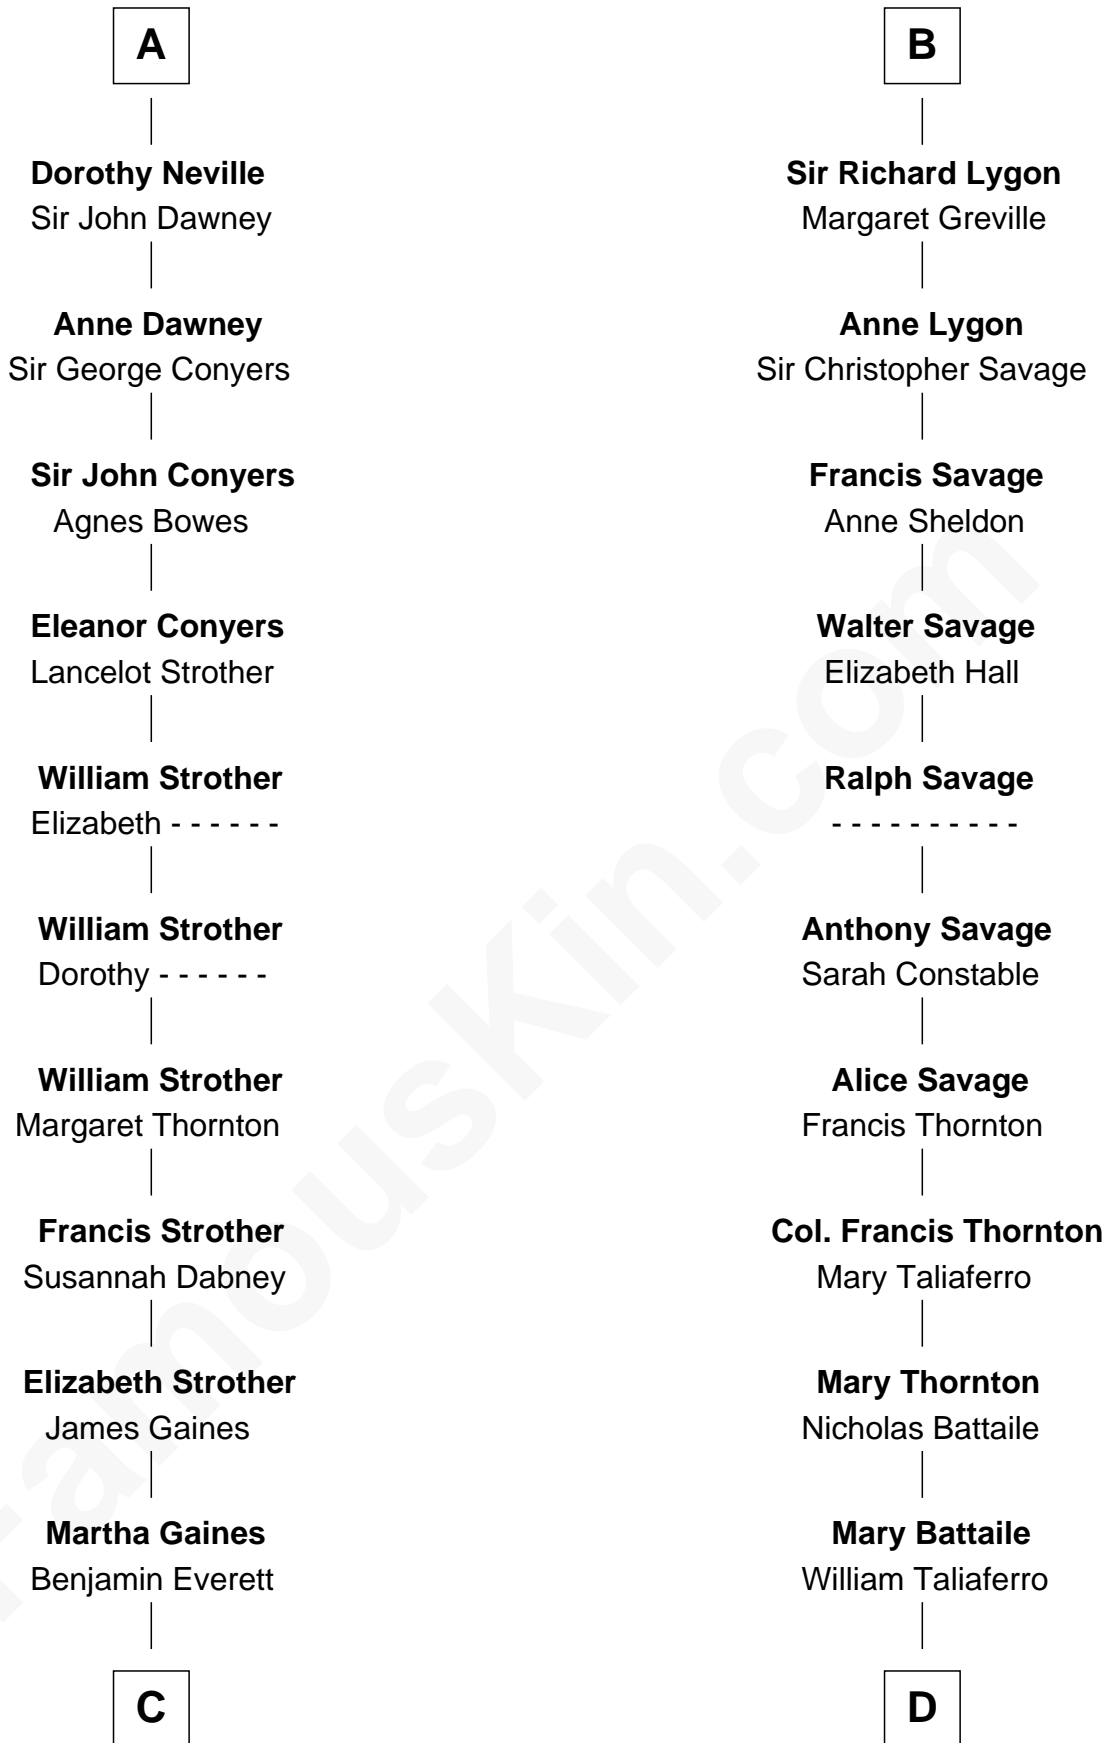 A
Dorothy Neville
Sir John Dawney
Anne Dawney
Sir George Conyers
Sir John Conyers
Agnes Bowes
Eleanor Conyers
Lancelot Strother
William Strother
Elizabeth - - - - - -
William Strother
Dorothy - - - - - -
William Strother
Margaret Thornton
Francis Strother
Susannah Dabney
Elizabeth Strother
James Gaines
Martha Gaines
Benjamin Everett
C
B
Sir Richard Lygon
Margaret Greville
Anne Lygon
Sir Christopher Savage
Francis Savage
Anne Sheldon
Walter Savage
Elizabeth Hall
Ralph Savage
- - - - - - - - - -
Anthony Savage
Sarah Constable
Alice Savage
Francis Thornton
Col. Francis Thornton
Mary Taliaferro
Mary Thornton
Nicholas Battaile
Mary Battaile
William Taliaferro
D
FamousKin.com